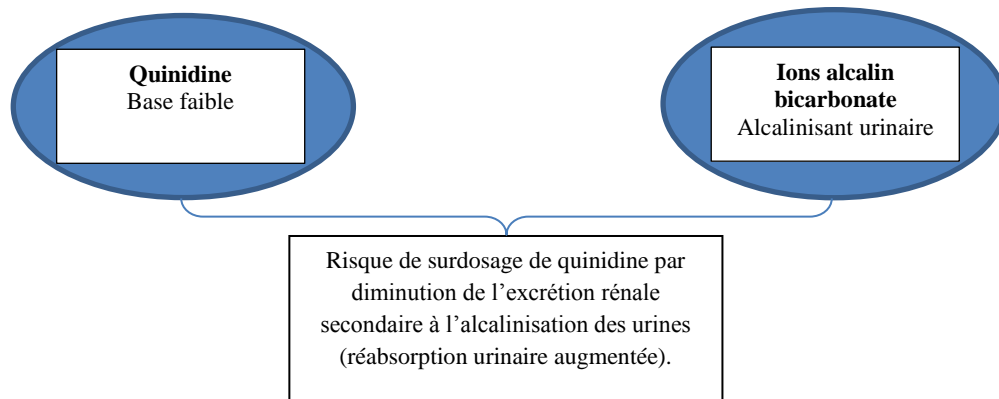 Quinidine
Base faible
Ions alcalin
bicarbonate
Alcalinisant urinaire
Risque de surdosage de quinidine par
diminution de l’excrétion rénale
secondaire à l’alcalinisation des urines
(réabsorption urinaire augmentée).